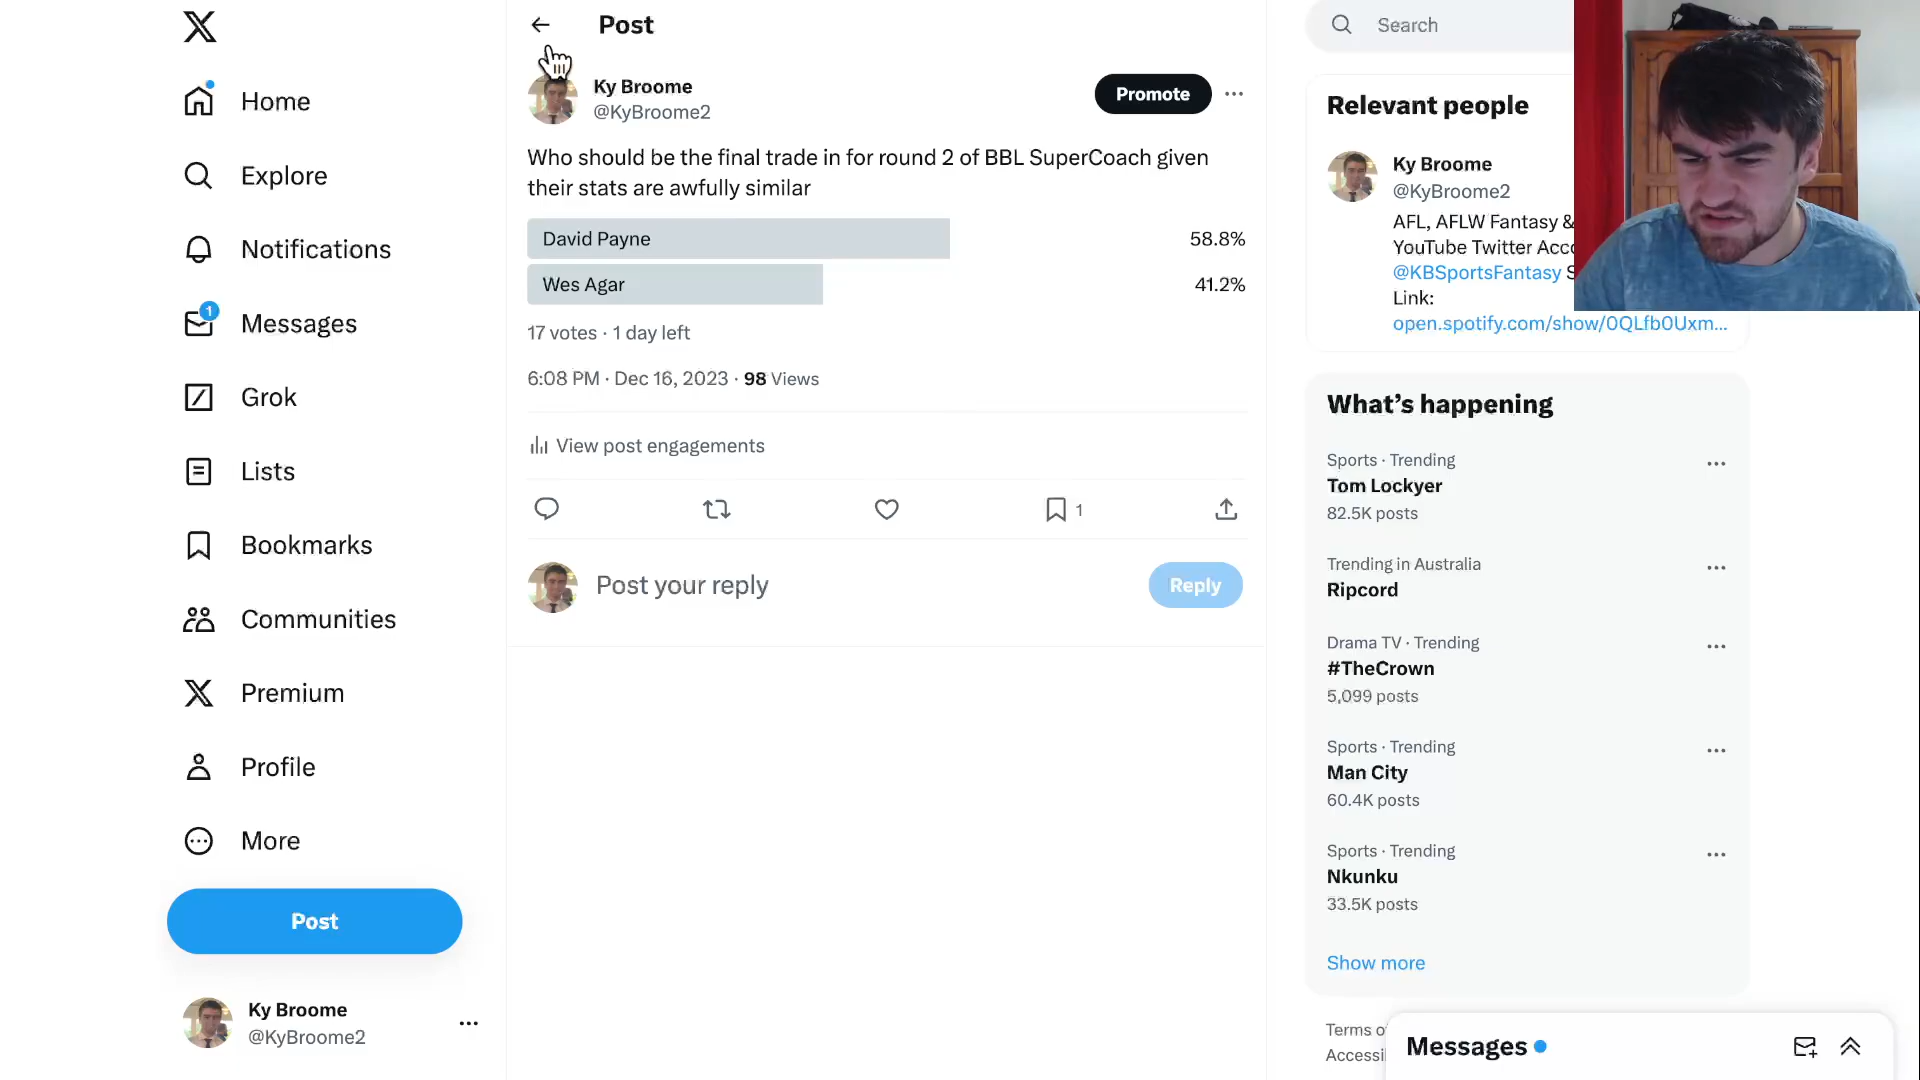 Home
Explore
Notifications
1
Messages
Grok
Lists
Bookmarks
Communities
Premium
Profile
More
Post
Ky Broome
@KyBroome2
Post
Ky Broome
@KyBroome2
Promote
Who should be the final trade in for round 2 of BBL SuperCoach given
their stats are awfully similar
David Payne 58.8%
Wes Agar 41.2%
17 votes · 1 day left
6:08 PM · Dec 16, 2023 · 98 Views
View post engagements
1
Post your reply
Reply
Search
Relevant people
Ky Broome
@KyBroome2
AFL, AFLW Fantasy &
YouTube Twitter
@KBSportsFantasy
Link:
open.spotify.com/show/0QLfb0Uxm...
What's happening
Sports · Trending
Tom Lockyer
82.5K posts
Trending in Australia
Ripcord
Drama TV · Trending
#TheCrown
5,099 posts
Sports · Trending
Man City
60.4K posts
Sports · Trending
Nkunku
33.5K posts
Show more
Terms
Messages